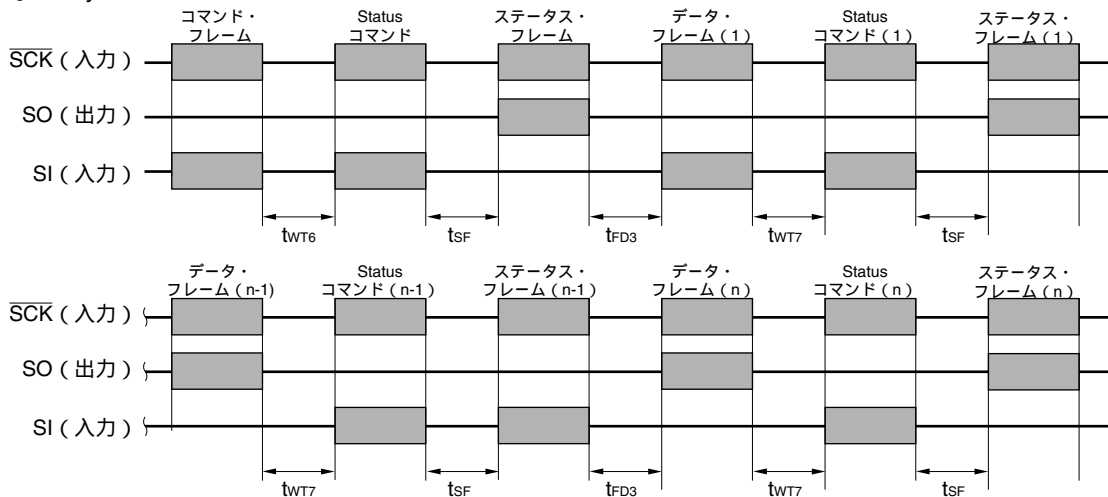 コマンド・ Status ステータス・ データ・ Status ステータス・
フレーム コマンド フレーム フレーム(1) コマンド(1) フレーム(1)
SCK(入力)
SO(出力)
SI(入力)
tWT6 tSF tFD3 tWT7 tSF
データ・ Status ステータス・ データ・ Status ステータス・
フレーム(n-1) コマンド(n-1) フレーム(n-1) フレーム(n) コマンド(n) フレーム(n)
SCK(入力)
SO(出力)
SI(入力)
tWT7 tSF tFD3 tWT7 tSF